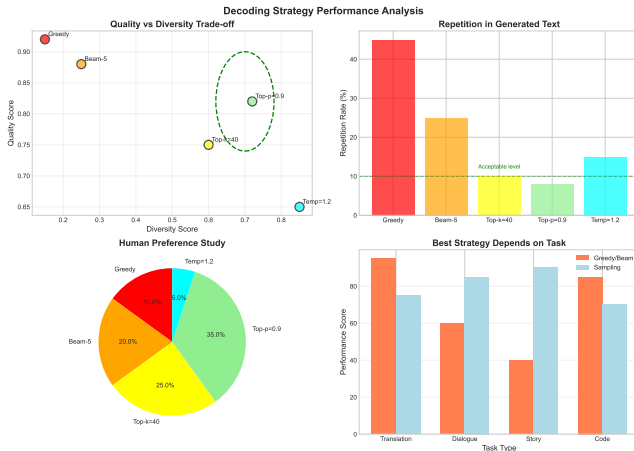 Decoding Strategy Performance Analysis
Quality vs Diversity Trade-off
Quality Score
0.90
0.85
0.80
0.75
0.70
0.65
Greedy
Beam-5
Top-p=0.9
Top-k=40
Temp=1.2
0.2
0.3
0.4
0.5
0.6
0.7
0.8
Diversity Score
Repetition in Generated Text
Repetition Rate (%)
40
30
20
10
0
Acceptable level
Greedy
Beam-5
Top-k=40
Top-p=0.9
Temp=1.2
Human Preference Study
Temp=1.2
Greedy
5.0%
15.0%
Top-p=0.9
35.0%
Beam-5
20.0%
25.0%
Top-k=40
Best Strategy Depends on Task
Greedy/Beam
Sampling
Performance Score
80
60
40
20
0
Translation
Dialogue
Story
Code
Task Type